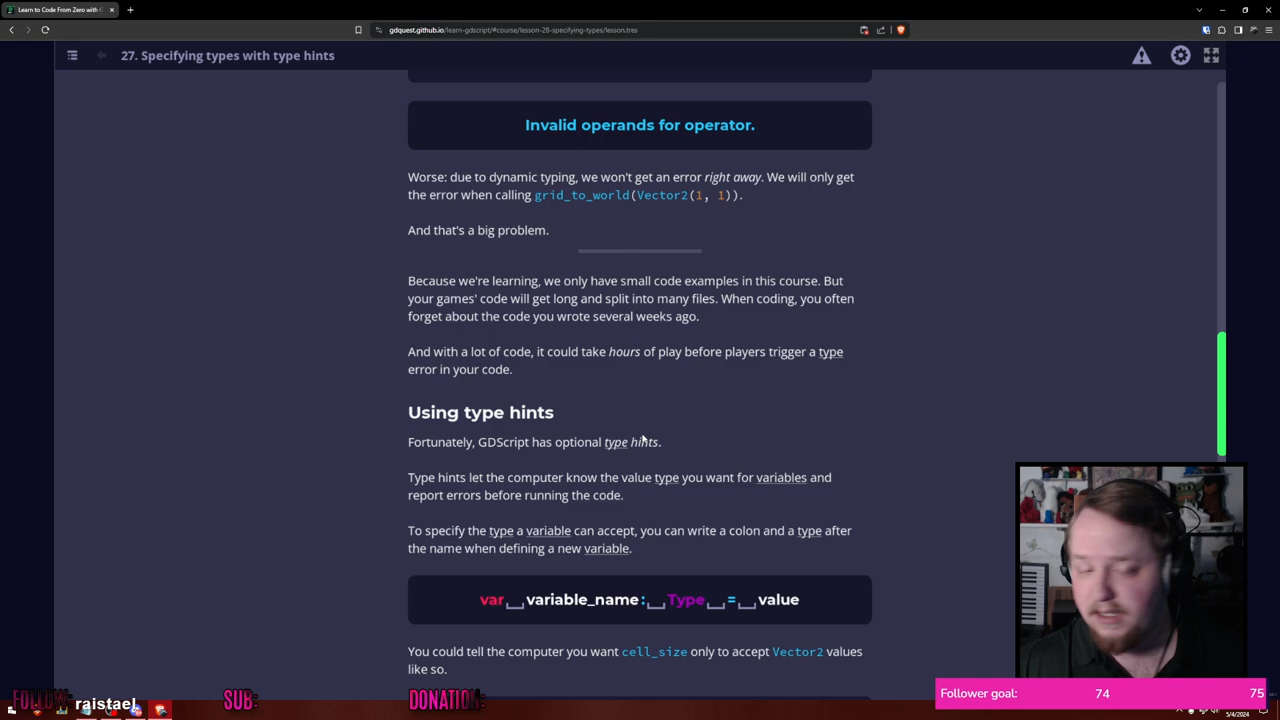 Learn to Code From Zero with
gdquest.github.io/learn-gdscript/#course/lesson-28-specifying-types/lesson.tres
27. Specifying types with type hints
Invalid operands for operator.
Worse: due to dynamic typing, we won't get an error right away. We will only get
the error when calling grid_to_world(Vector2(1, 1)).
And that's a big problem.
Because we're learning, we only have small code examples in this course. But
your games' code will get long and split into many files. When coding, you often
forget about the code you wrote several weeks ago.
And with a lot of code, it could take hours of play before players trigger a type
error in your code.
Using type hints
Fortunately, GDScript has optional type hints.
Type hints let the computer know the value type you want for variables and
report errors before running the code.
To specify the type a variable can accept, you can write a colon and a type after
the name when defining a new variable.
var variable_name: Type = value
You could tell the computer you want cell_size only to accept Vector2 values
like so.
FOLLOW: raistael SUB: DONATION:
Follower goal: 74 75
5/4/2024